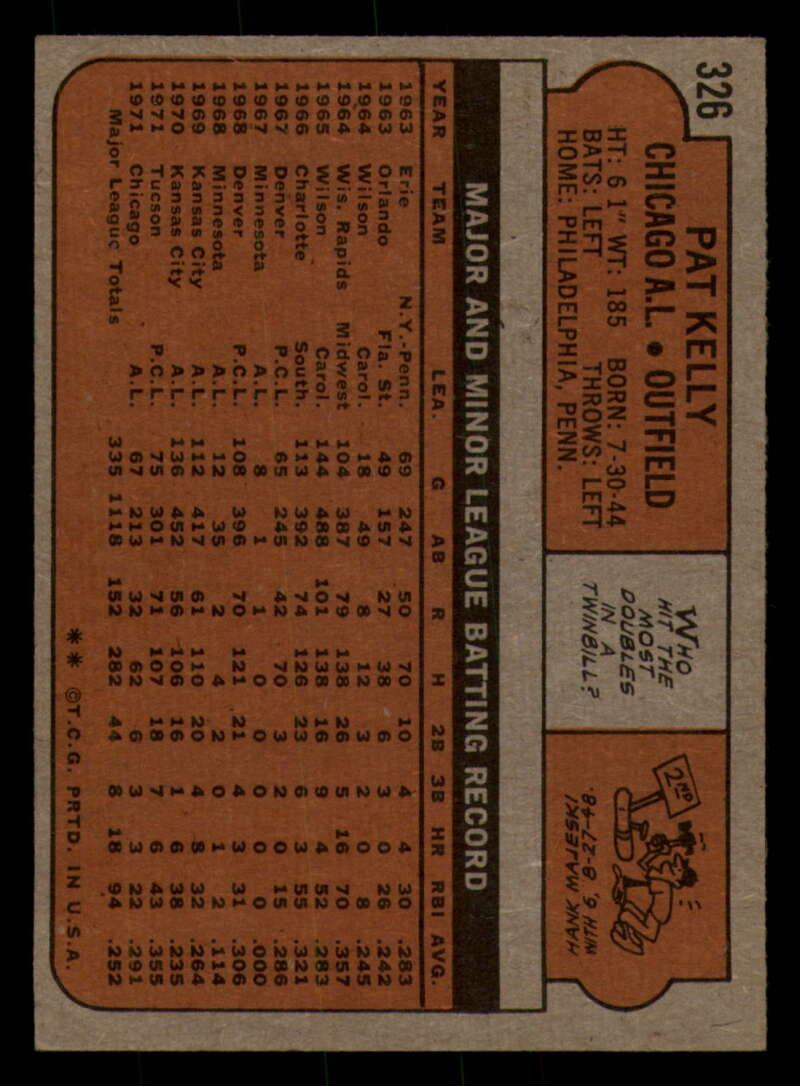 326
PAT KELLY
CHICAGO A.L. • OUTFIELD
HT: 6 1" WT: 185 BORN: 7-30-44
BATS: LEFT THROWS: LEFT
HOME: PHILADELPHIA, PENN.
WHO
HIT THE
MOST
DOUBLES
IN A
TWINBILL?
2ND
HANK MAJESKI
WITH 6, 8-27-48.
MAJOR AND MINOR LEAGUE BATTING RECORD
YEAR TEAM LEA. G AB R H 2B 3B HR RBI AVG.
1963 Erie N.Y.-Penn. 69 247 50 70 10 4 4 30 .283
1963 Orlando Fla. St. 49 157 27 38 6 3 0 26 .242
1964 Wilson Carol. 18 49 8 12 3 2 0 8 .245
1964 Wis. Rapids Midwest 104 387 79 138 26 5 16 70 .357
1965 Wilson Carol. 144 488 101 138 16 9 4 52 .283
1966 Charlotte South. 113 392 74 126 23 6 3 55 .321
1967 Denver P.C.L. 65 245 42 70 3 2 0 15 .286
1967 Minnesota A.L. 8 1 1 0 0 0 0 0 .000
1968 Denver P.C.L. 108 396 70 121 21 4 3 31 .306
1968 Minnesota A.L. 12 35 2 4 2 0 1 2 .114
1969 Kansas City A.L. 112 417 61 110 20 4 8 32 .264
1970 Kansas City A.L. 136 452 56 106 16 1 6 38 .235
1971 Tucson P.C.L. 75 301 71 107 18 7 6 43 .355
1971 Chicago A.L. 67 213 32 62 6 3 3 22 .291
Major League Totals 335 1118 152 282 44 8 18 94 .252
** ©T.C.G. PRTD. IN U.S.A.